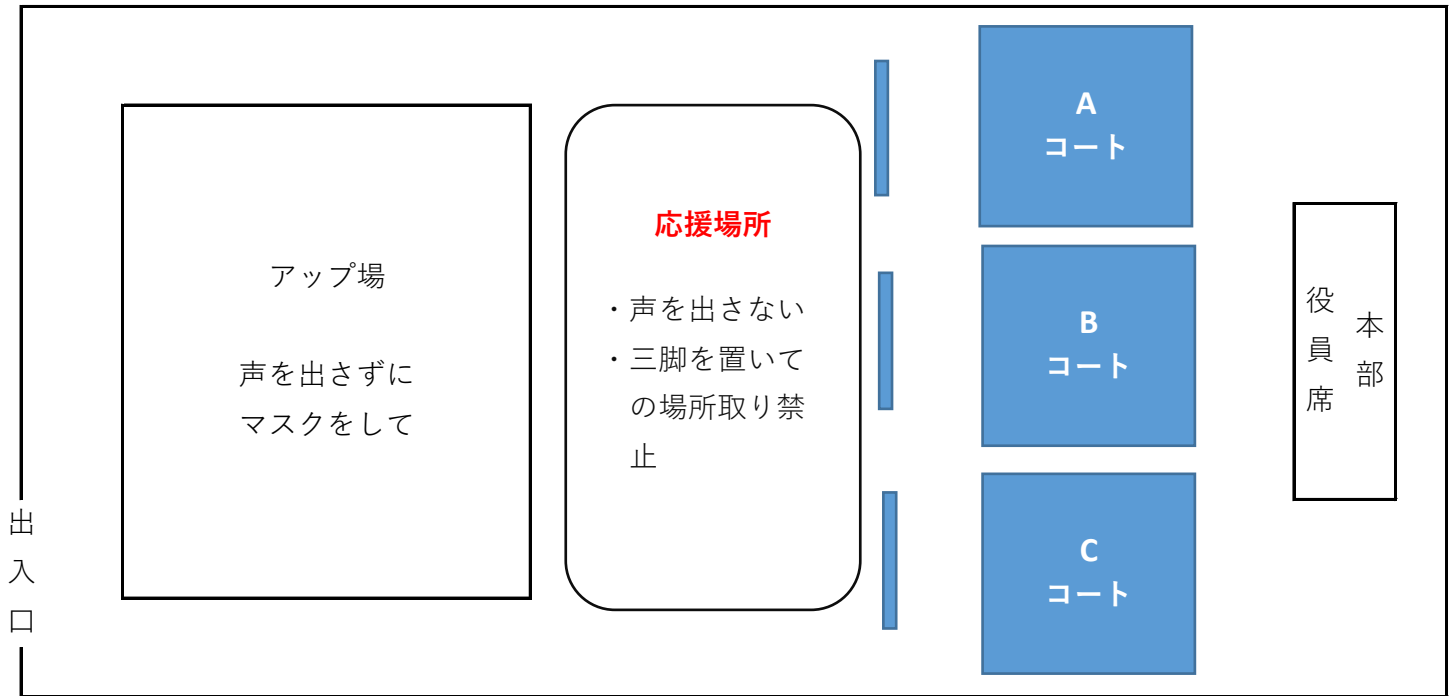 出入口
アップ場
声を出さずに
マスクをして
応援場所
・声を出さない
・三脚を置いて
の場所取り禁
止
A
コート
B
コート
C
コート
本部
役員席